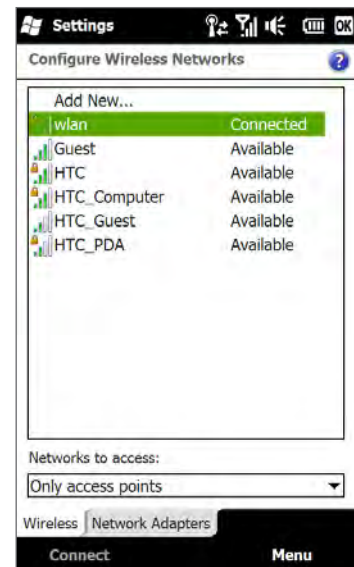 Settings OK
Configure Wireless Networks ?
Add New...
wlan Connected
Guest Available
HTC Available
HTC_Computer Available
HTC_Guest Available
HTC_PDA Available
Networks to access:
Only access points
Wireless Network Adapters
Connect Menu